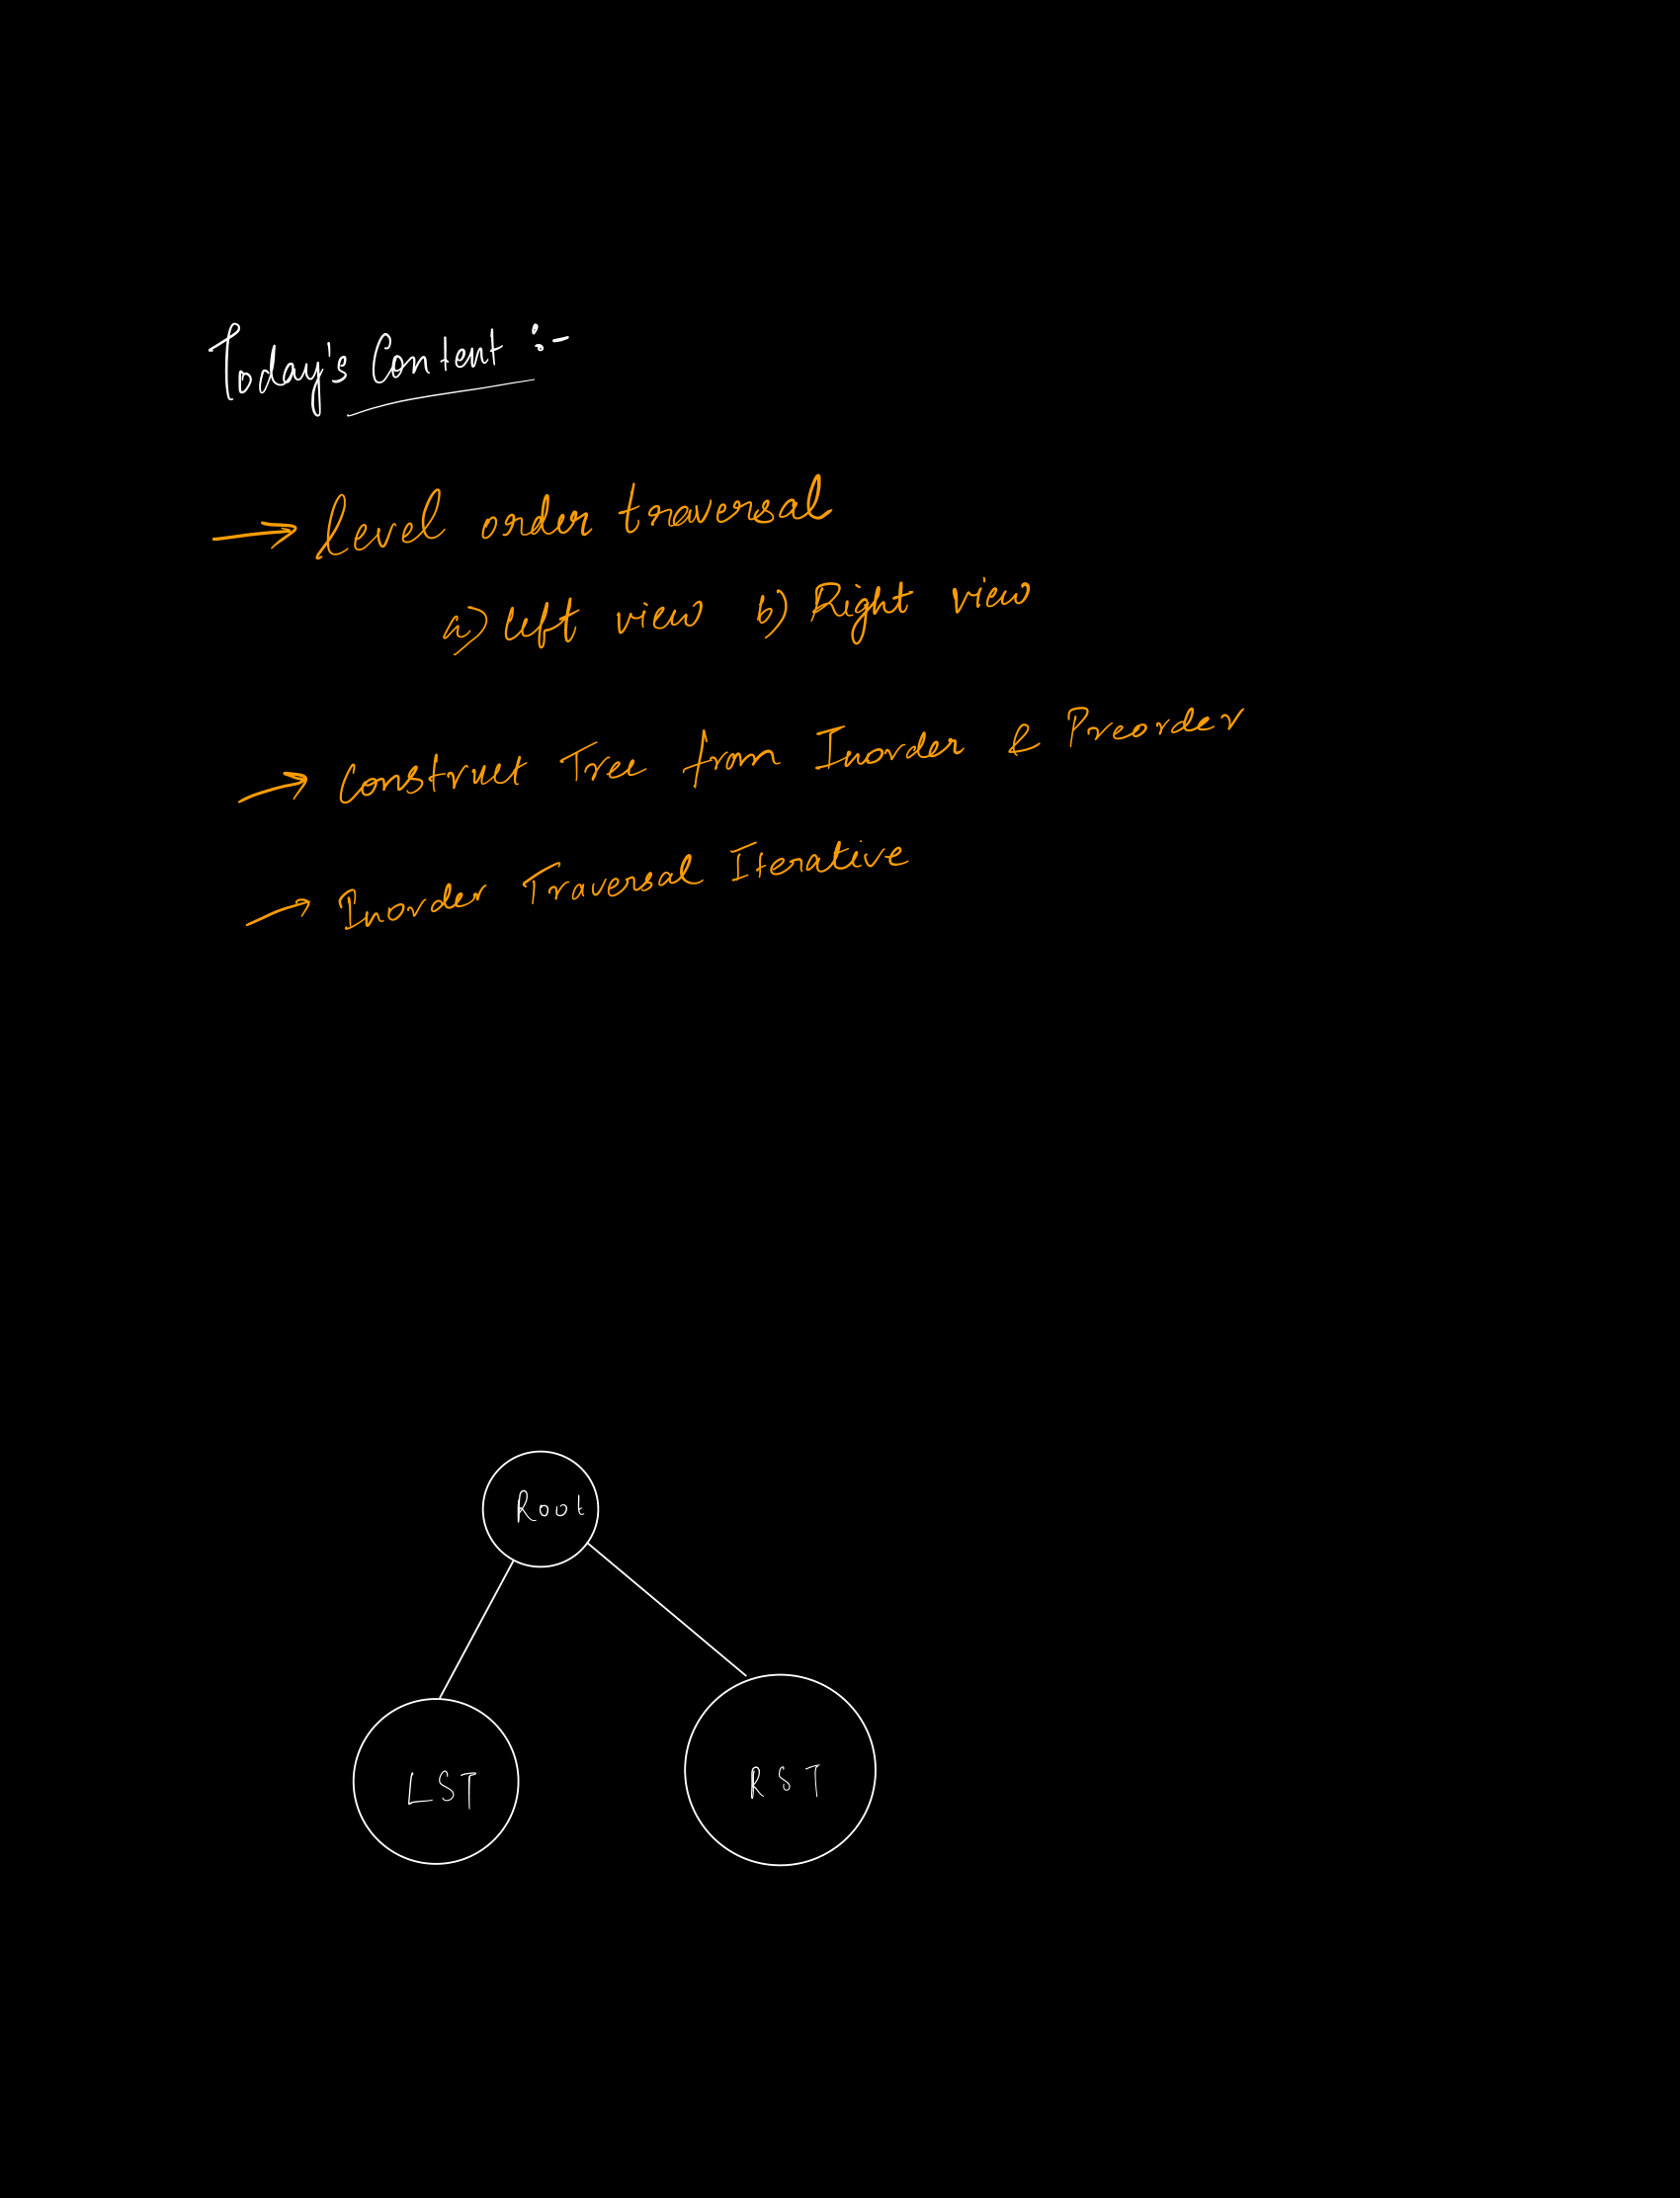 Today's Content :-
→ level order traversal
a) left view b) Right view
→ Construct Tree from Inorder & Preorder
→ Inorder Traversal Iterative
Root
LST RST